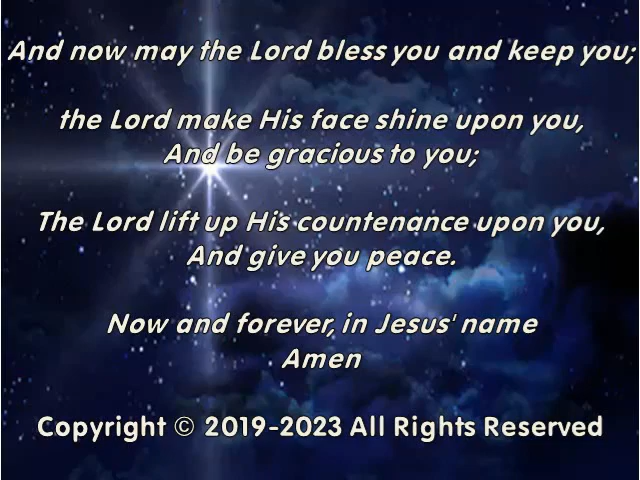 And now may the Lord bless you and keep you;
the Lord make His face shine upon you,
And be gracious to you;
The Lord lift up His countenance upon you,
And give you peace.
Now and forever, in Jesus' name
Amen
Copyright © 2019-2023 All Rights Reserved